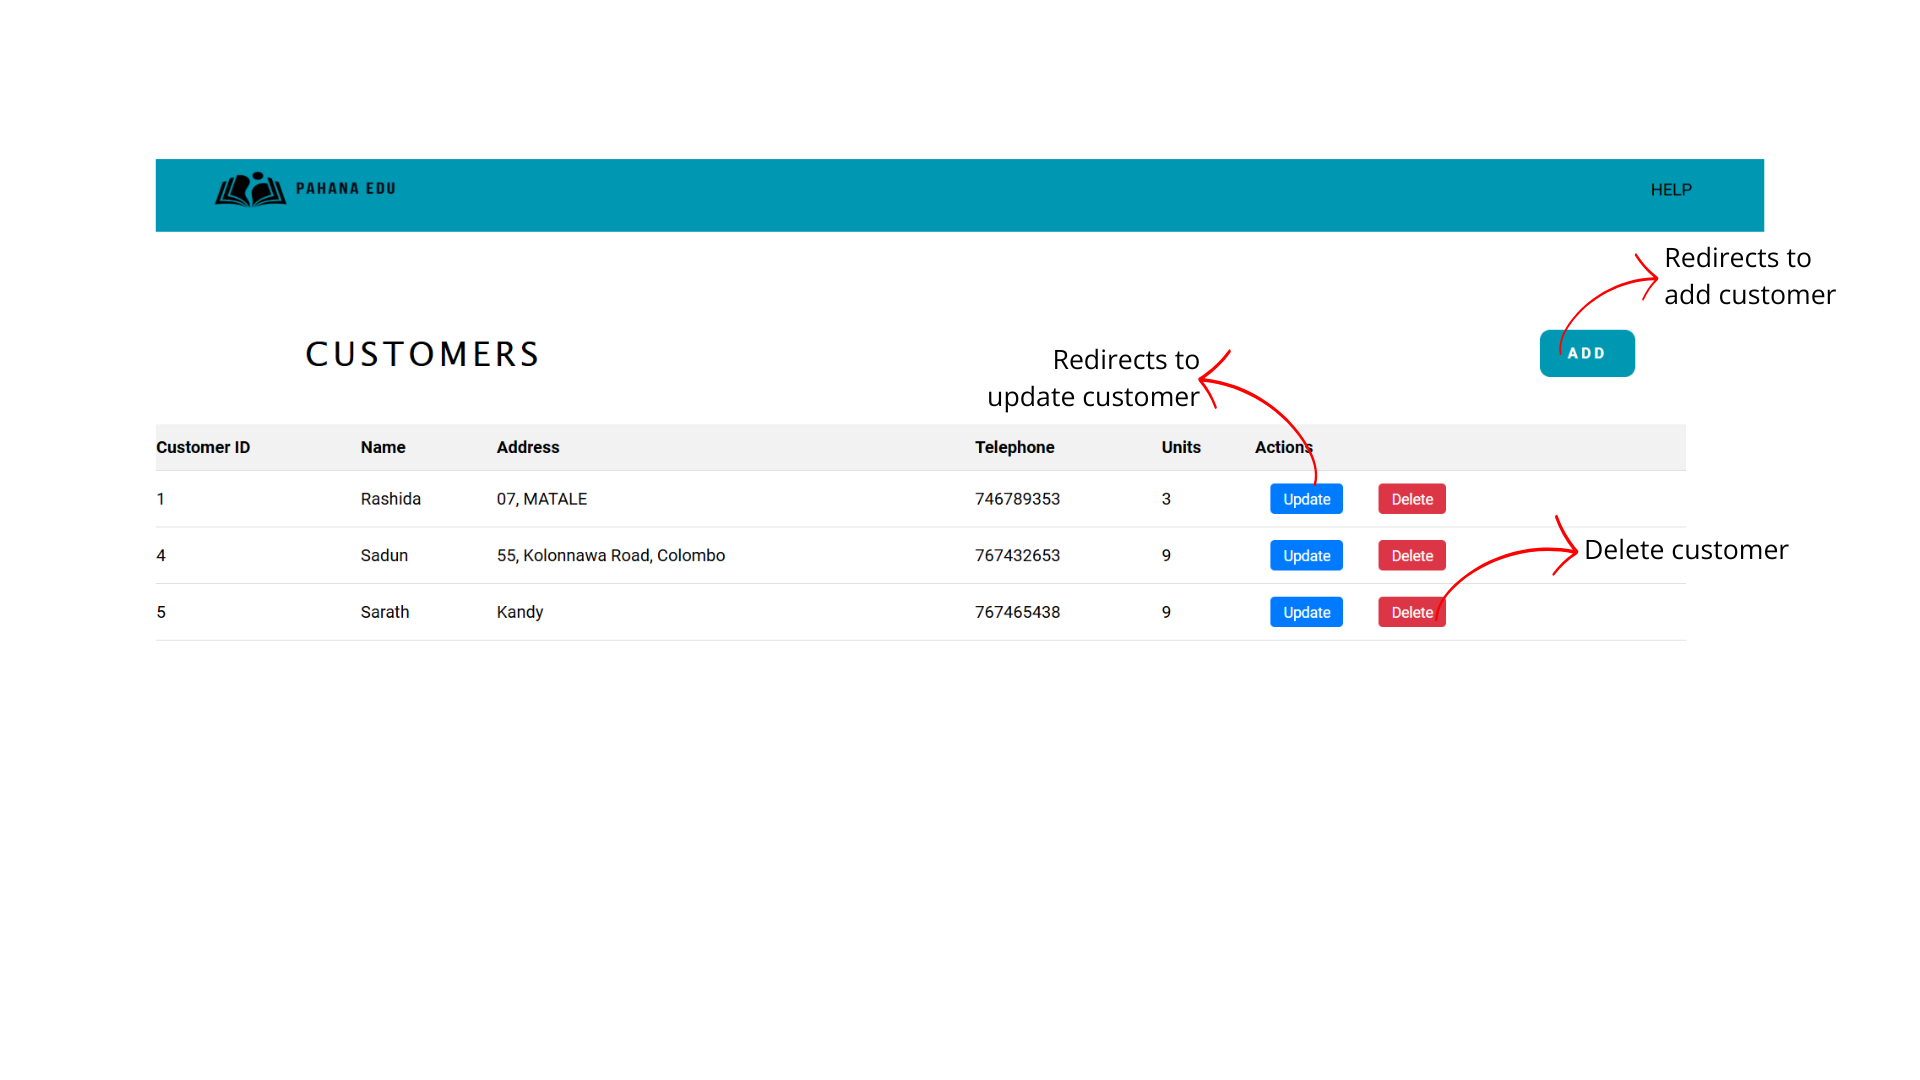 PAHANA EDU
HELP
Redirects to
add customer
CUSTOMERS
ADD
Redirects to
update customer
Customer ID Name Address Telephone Units Actions
1 Rashida 07, MATALE 746789353 3 Update Delete
4 Sadun 55, Kolonnawa Road, Colombo 767432653 9 Update Delete
Delete customer
5 Sarath Kandy 767465438 9 Update Delete